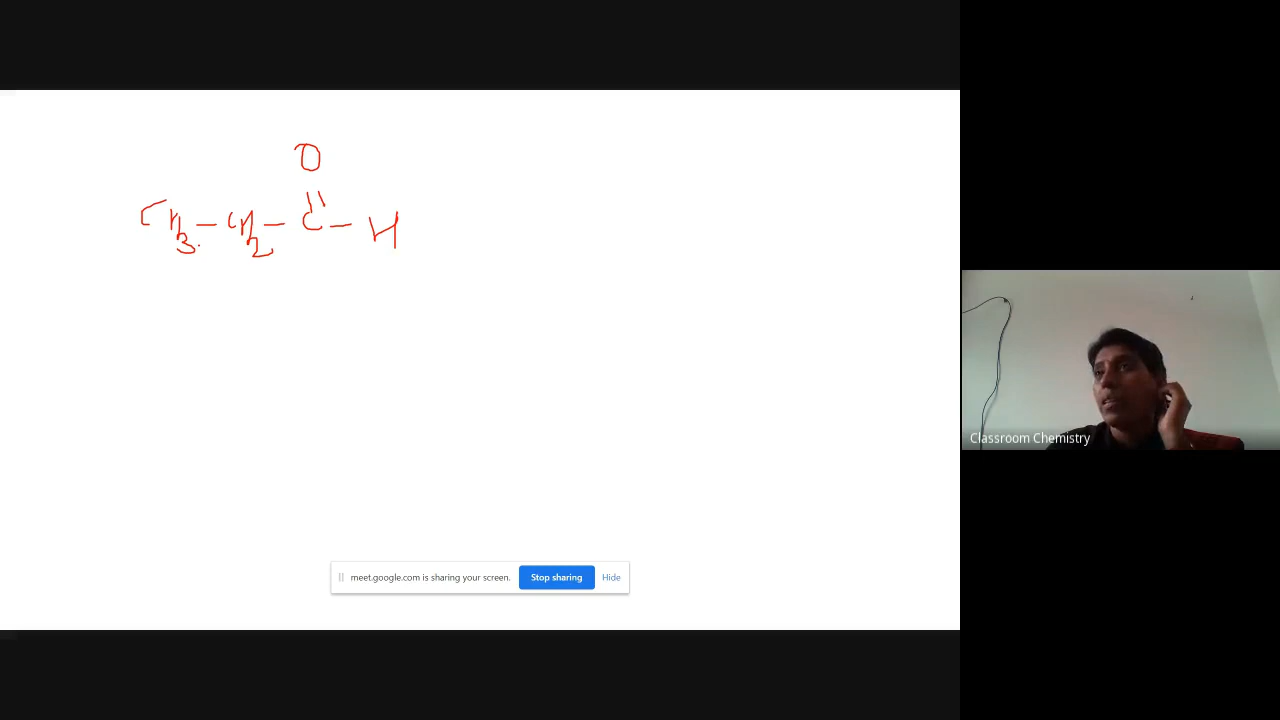 O
CH3 - CH2 - C - H
Classroom Chemistry
meet.google.com is sharing your screen. Stop sharing Hide